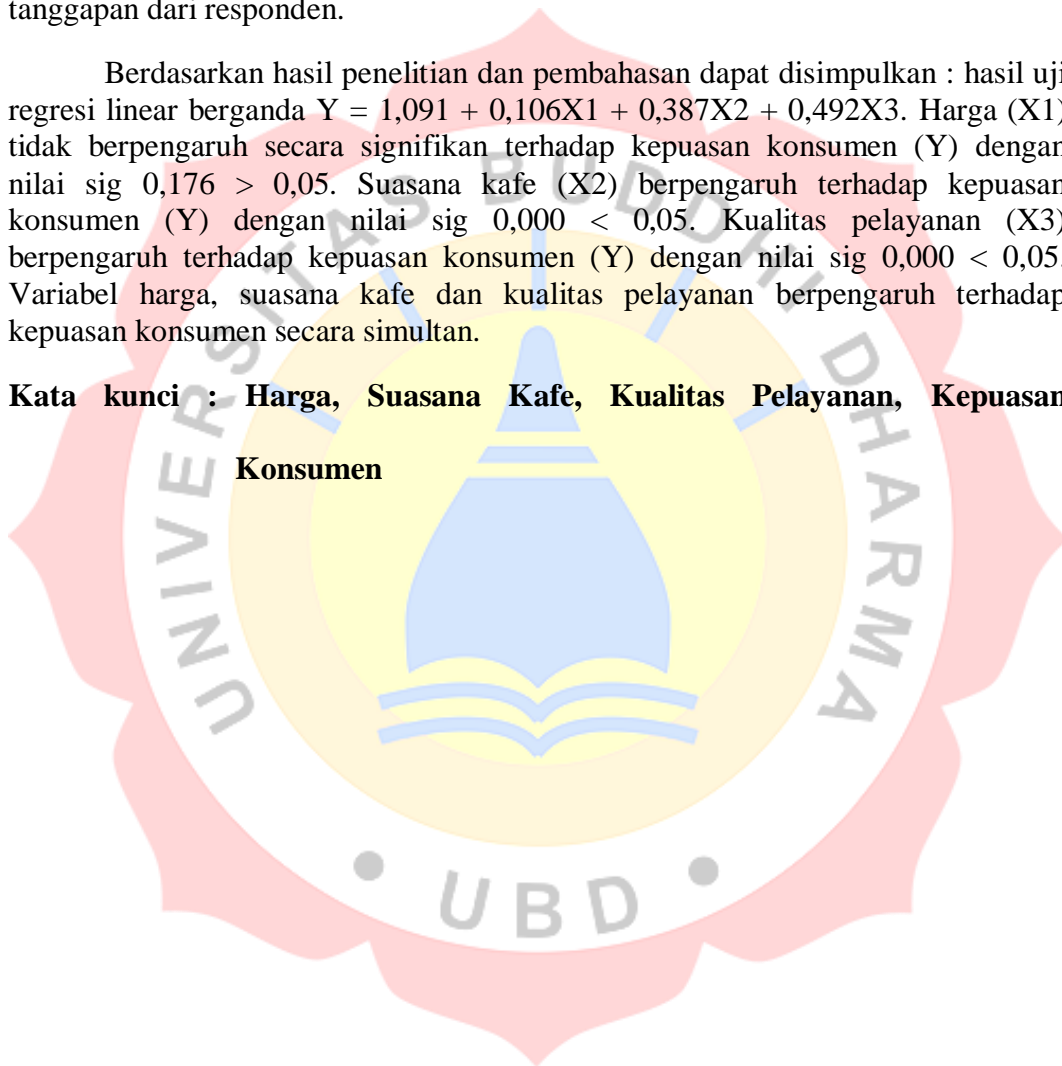 tanggapan dari responden.
Berdasarkan hasil penelitian dan pembahasan dapat disimpulkan : hasil uji
regresi linear berganda Y = 1,091 + 0,106X1 + 0,387X2 + 0,492X3. Harga (X1)
tidak berpengaruh secara signifikan terhadap kepuasan konsumen (Y) dengan
nilai sig 0,176 > 0,05. Suasana kafe (X2) berpengaruh terhadap kepuasan
konsumen (Y) dengan nilai sig 0,000 < 0,05. Kualitas pelayanan (X3)
berpengaruh terhadap kepuasan konsumen (Y) dengan nilai sig 0,000 < 0,05.
Variabel harga, suasana kafe dan kualitas pelayanan berpengaruh terhadap
kepuasan konsumen secara simultan.
Kata kunci : Harga, Suasana Kafe, Kualitas Pelayanan, Kepuasan
Konsumen
UNIVERSITAS BUDDHI DHARMA
• UBD •